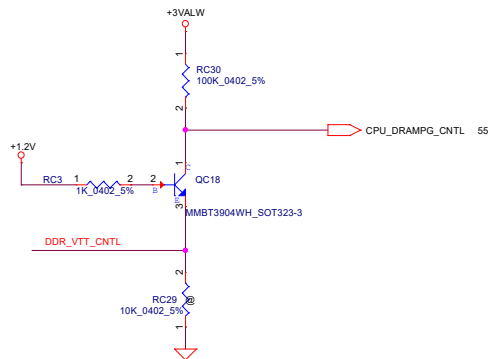 +3VALW
1
RC30
100K_0402_5%
2
CPU_DRAMPG_CNTL 55
+1.2V
1
C
QC18
RC3 1 2 2
B
1K_0402_5%
E
3
MMBT3904WH_SOT323-3
DDR_VTT_CNTL
2
RC29 @
10K_0402_5%
1